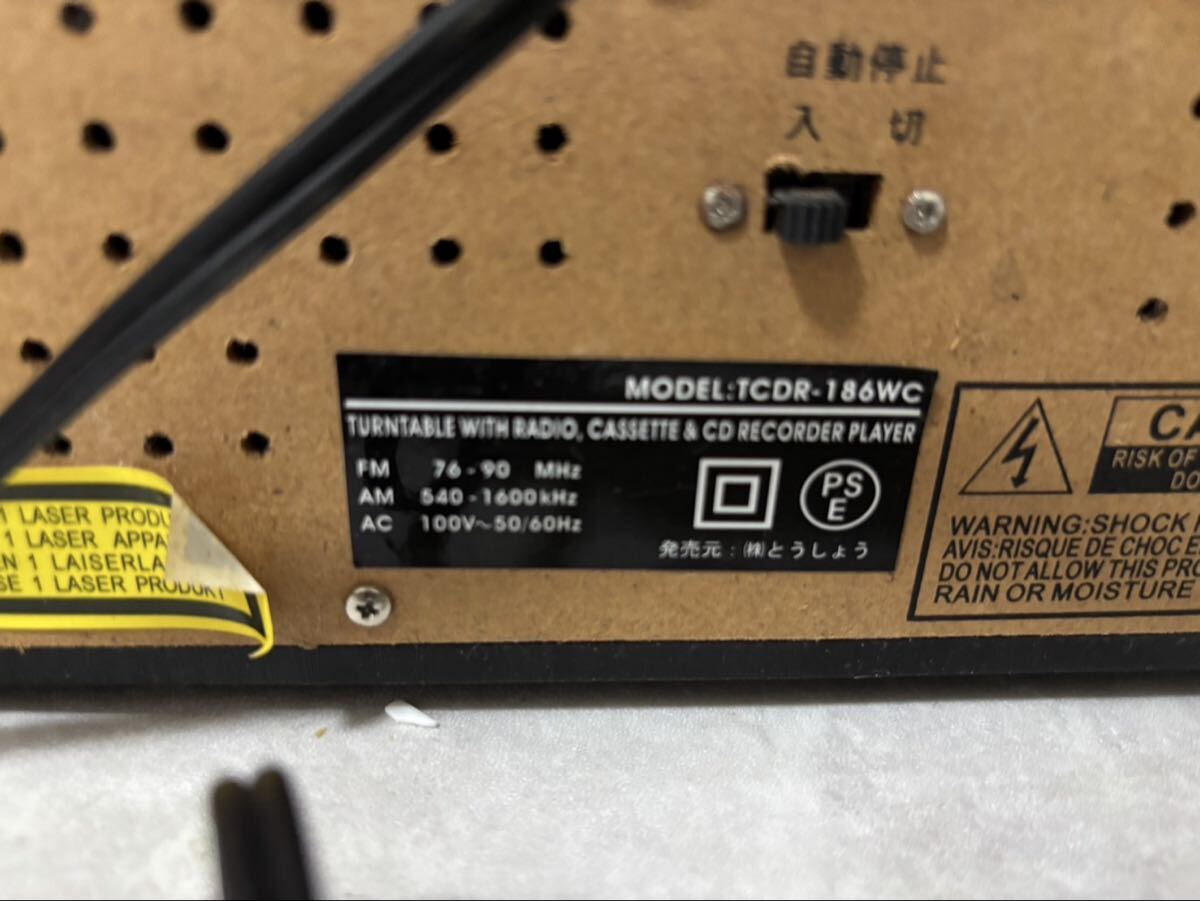 自動停止
入 切
MODEL:TCDR-186WC
TURNTABLE WITH RADIO, CASSETTE & CD RECORDER PLAYER
FM 76-90 MHz
AM 540-1600kHz
AC 100V~50/60Hz
PSE
発売元:㈱とうしょう
1 LASER PRODU
1 LASER APPA
EN 1 LAISERLA
SE 1 LASER PRODUKT
CA
RISK OF
DO
WARNING:SHOCK
AVIS:RISQUE DE CHOC E
DO NOT ALLOW THIS PRO
RAIN OR MOISTURE